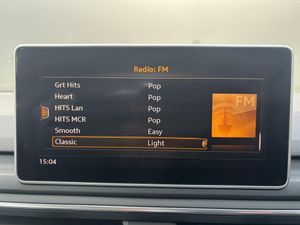 Radio: FM
Grt Hits Pop
Heart Pop
HITS Lan Pop
HITS MCR Pop
Smooth Easy
Classic Light
FM
15:04